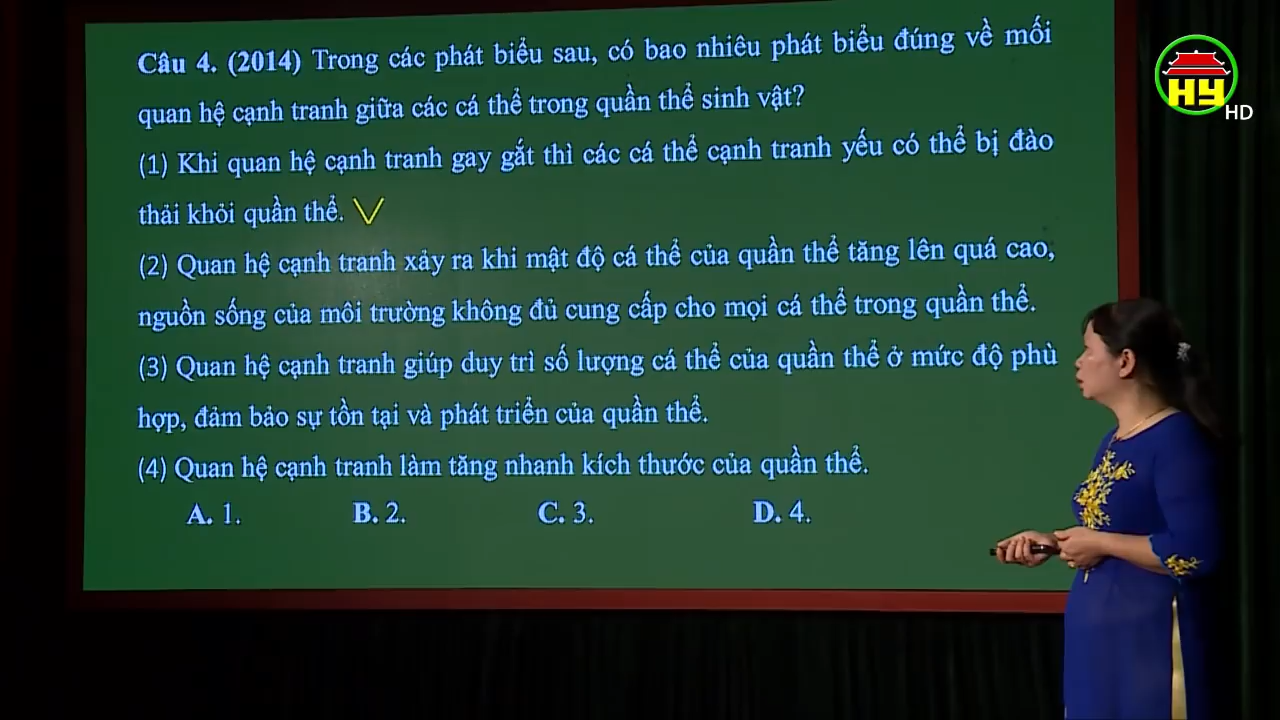 Câu 4. (2014) Trong các phát biểu sau, có bao nhiêu phát biểu đúng về mối
quan hệ cạnh tranh giữa các cá thể trong quần thể sinh vật?
(1) Khi quan hệ cạnh tranh gay gắt thì các cá thể cạnh tranh yếu có thể bị đào
thải khỏi quần thể.
(2) Quan hệ cạnh tranh xảy ra khi mật độ cá thể của quần thể tăng lên quá cao,
nguồn sống của môi trường không đủ cung cấp cho mọi cá thể trong quần thể.
(3) Quan hệ cạnh tranh giúp duy trì số lượng cá thể của quần thể ở mức độ phù
hợp, đảm bảo sự tồn tại và phát triển của quần thể.
(4) Quan hệ cạnh tranh làm tăng nhanh kích thước của quần thể.
A. 1. B. 2. C. 3. D. 4.
HY
HD